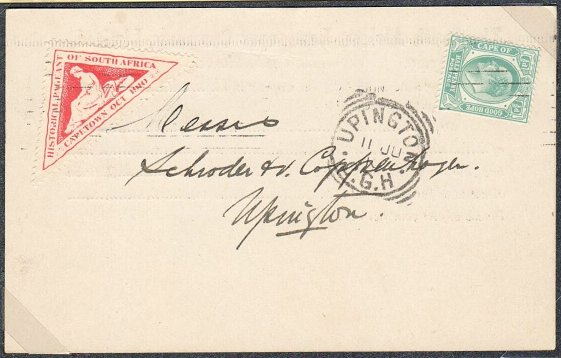 HISTORICAL PAGEANT
OF SOUTH AFRICA
CAPETOWN OCT. 1910
CAPE OF
GOOD HOPE
UPINGTON
11 JU
G.H
Messrs
Schroder & v. Coppenhagen.
Upington.